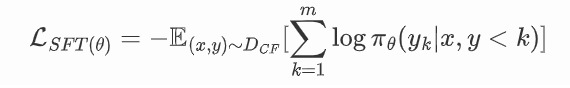 $\mathcal{L}_{SFT(\theta)} = -\mathbb{E}_{(x,y)\sim D_{CF}}[\sum_{k=1}^{m} \log \pi_\theta(y_k|x, y < k)]$